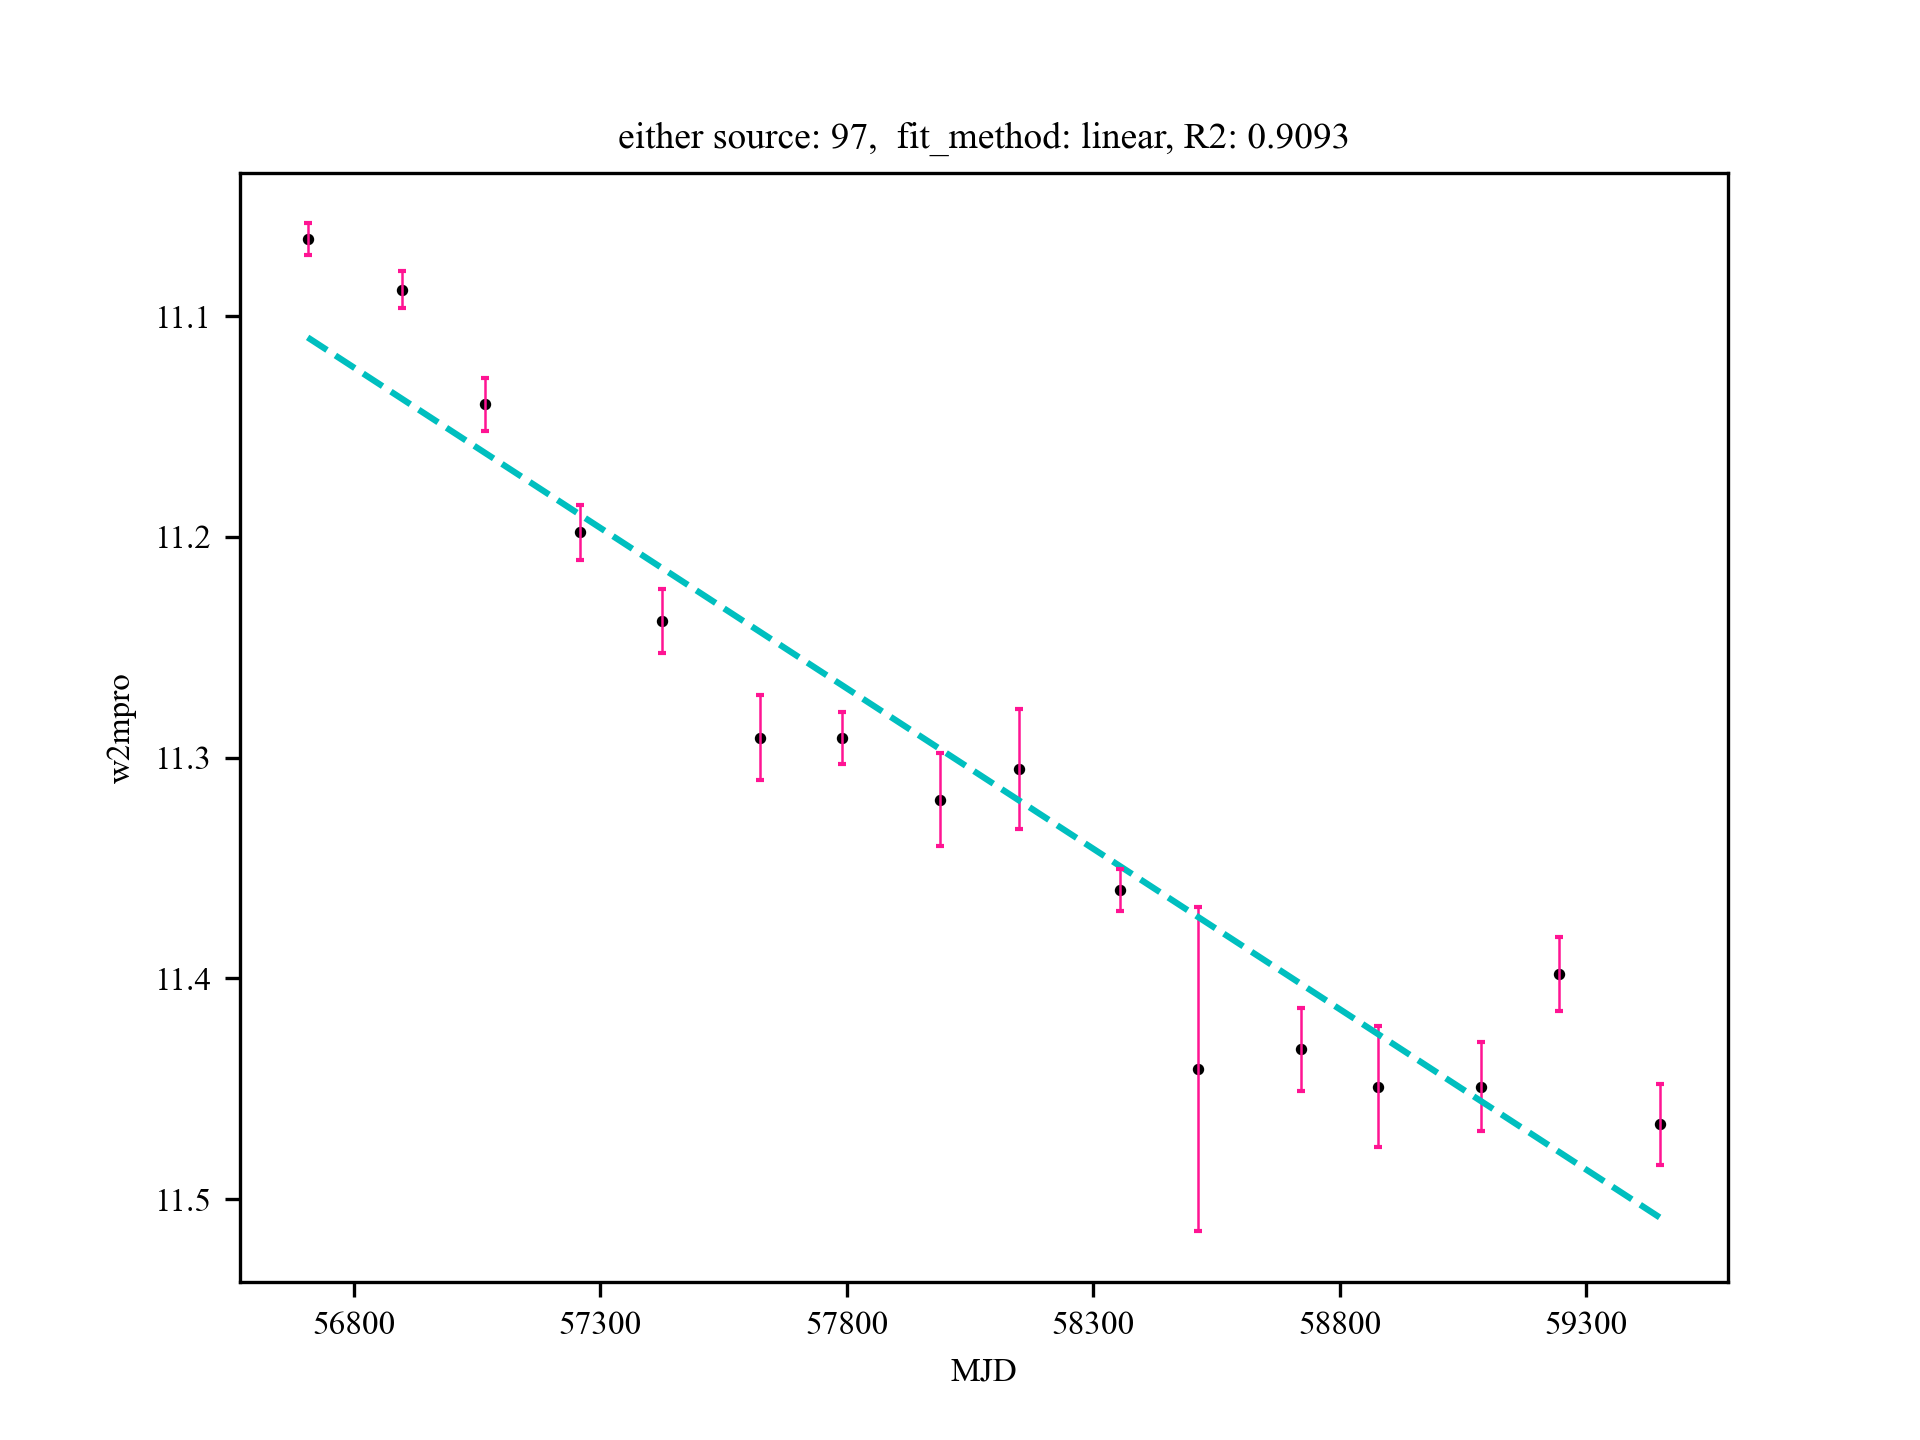 either source: 97,  fit_method: linear, R2: 0.9093
11.1
11.2
11.3
11.4
11.5
w2mpro
56800 57300 57800 58300 58800 59300
MJD